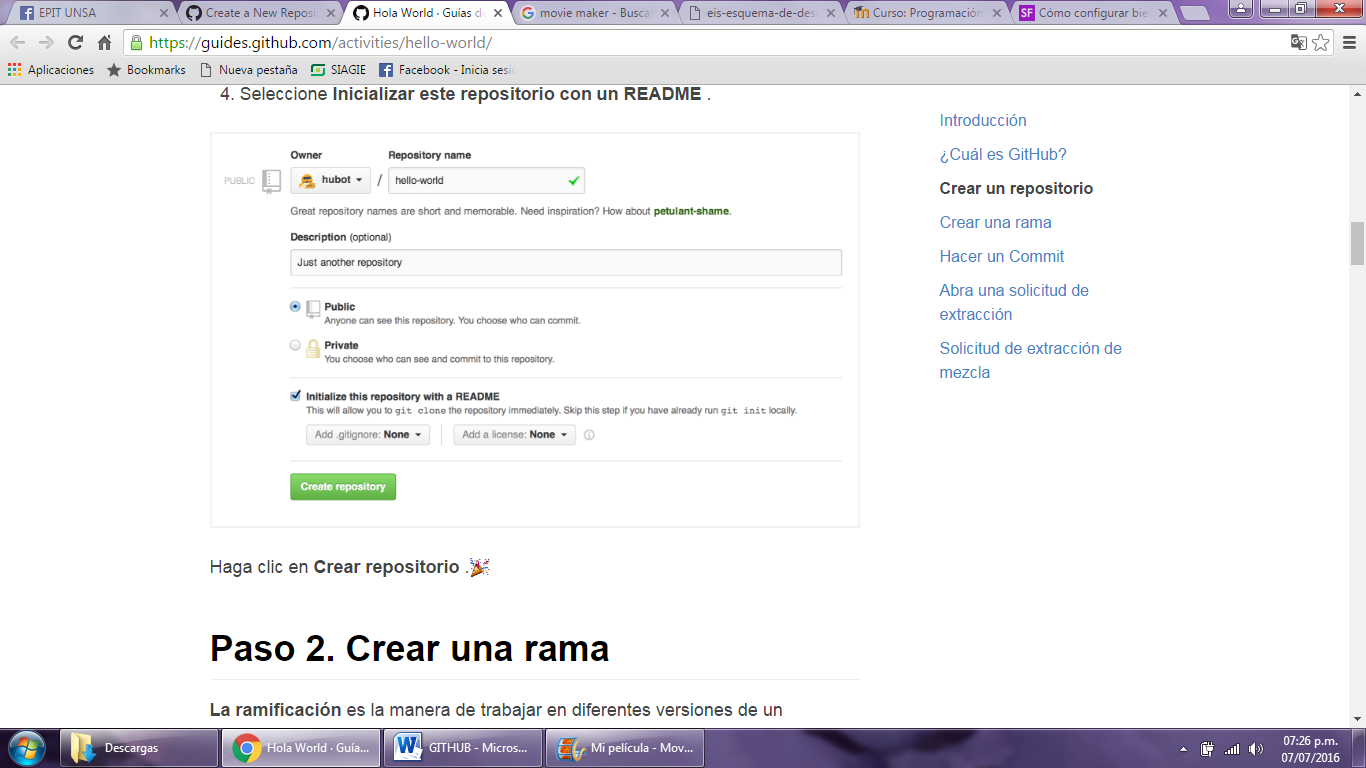 EPIT UNSA
Create a New Reposi
Hola World · Guías de
movie maker - Busca
eis-esquema-de-des
Curso: Programación
SF Cómo configurar bie
https://guides.github.com/activities/hello-world/
Aplicaciones
Bookmarks
Nueva pestaña
SIAGIE
Facebook - Inicia sesi
4. Seleccione Inicializar este repositorio con un README .
Owner
Repository name
PUBLIC
hubot
/
hello-world
Great repository names are short and memorable. Need inspiration? How about petulant-shame.
Description (optional)
Just another repository
Public
Anyone can see this repository. You choose who can commit.
Private
You choose who can see and commit to this repository.
Initialize this repository with a README
This will allow you to git clone the repository immediately. Skip this step if you have already run git init locally.
Add .gitignore: None
Add a license: None
Create repository
Haga clic en Crear repositorio .
Paso 2. Crear una rama
La ramificación es la manera de trabajar en diferentes versiones de un
Introducción
¿Cuál es GitHub?
Crear un repositorio
Crear una rama
Hacer un Commit
Abra una solicitud de
extracción
Solicitud de extracción de
mezcla
Descargas
Hola World · Guía...
GITHUB - Micros...
Mi película - Mov...
07:26 p.m.
07/07/2016